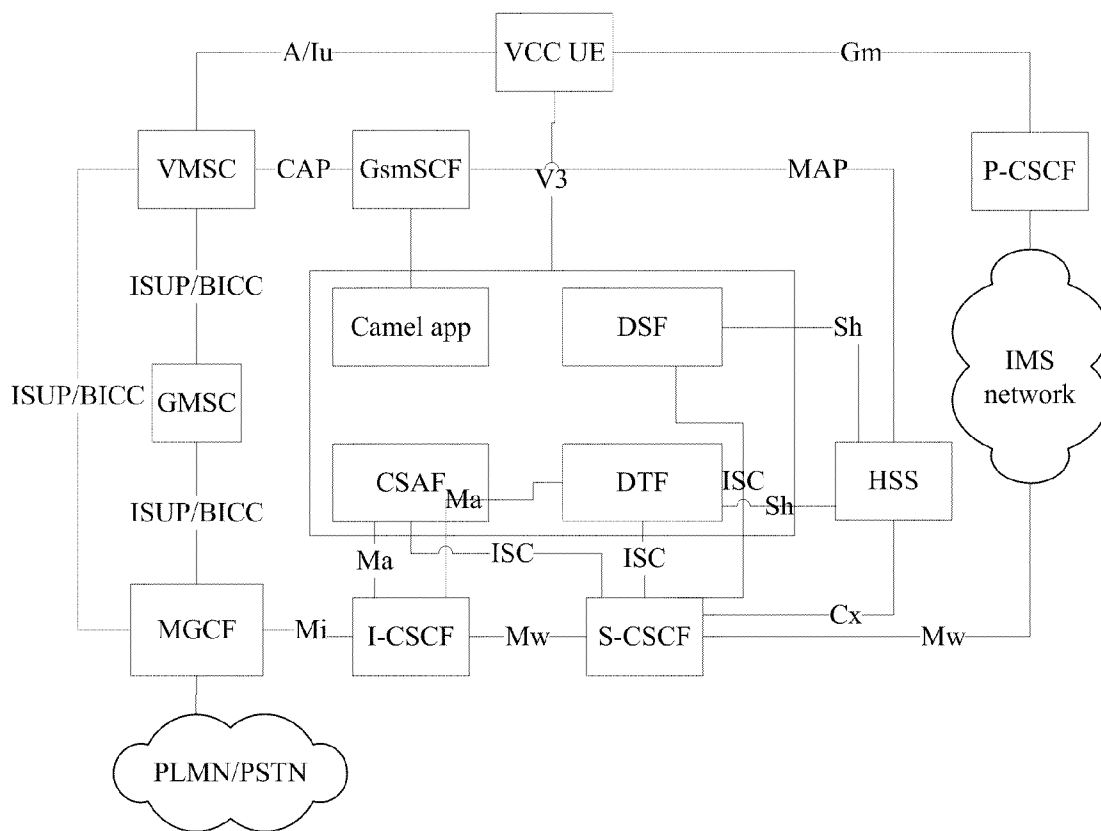 A/Iu
VCC UE
Gm
VMSC
CAP
GsmSCF
V3
MAP
P-CSCF
ISUP/BICC
Camel app
DSF
Sh
IMS
network
ISUP/BICC
GMSC
CSAF
Ma
DTF
ISC
Sh
HSS
ISUP/BICC
Ma
ISC
ISC
MGCF
Mi
I-CSCF
Mw
S-CSCF
Cx
Mw
PLMN/PSTN